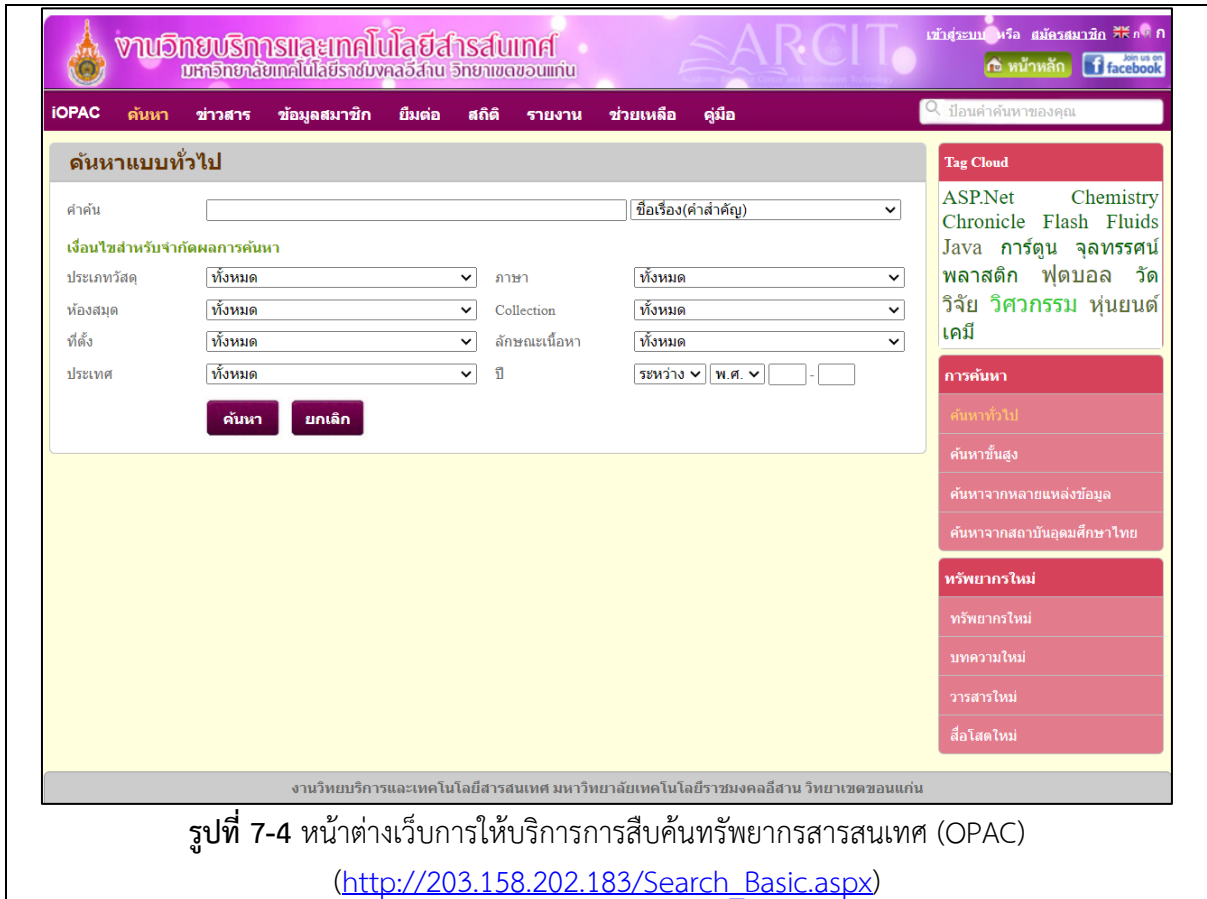 งานวิทยบริการและเทคโนโลยีสารสนเทศ
มหาวิทยาลัยเทคโนโลยีราชมงคลอีสาน วิทยาเขตขอนแก่น
ARCIT
เข้าสู่ระบบ หรือ สมัครสมาชิก ก ก ก
หน้าหลัก Join us on facebook
iOPAC ค้นหา ข่าวสาร ข้อมูลสมาชิก ยืมต่อ สถิติ รายงาน ช่วยเหลือ คู่มือ
ป้อนคำค้นหาของคุณ
ค้นหาแบบทั่วไป
คำค้น ชื่อเรื่อง(คำสำคัญ)
เงื่อนไขสำหรับจำกัดผลการค้นหา
ประเภทวัสดุ ทั้งหมด ภาษา ทั้งหมด
ห้องสมุด ทั้งหมด Collection ทั้งหมด
ที่ตั้ง ทั้งหมด ลักษณะเนื้อหา ทั้งหมด
ประเทศ ทั้งหมด ปี ระหว่าง พ.ศ. -
ค้นหา ยกเลิก
Tag Cloud
ASP.Net Chemistry
Chronicle Flash Fluids
Java การ์ตูน จุลทรรศน์
พลาสติก ฟุตบอล วัด
วิจัย วิศวกรรม หุ่นยนต์
เคมี
การค้นหา
ค้นหาทั่วไป
ค้นหาขั้นสูง
ค้นหาจากหลายแหล่งข้อมูล
ค้นหาจากสถาบันอุดมศึกษาไทย
ทรัพยากรใหม่
ทรัพยากรใหม่
บทความใหม่
วารสารใหม่
สื่อโสตใหม่
งานวิทยบริการและเทคโนโลยีสารสนเทศ มหาวิทยาลัยเทคโนโลยีราชมงคลอีสาน วิทยาเขตขอนแก่น
รูปที่ 7-4 หน้าต่างเว็บการให้บริการการสืบค้นทรัพยากรสารสนเทศ (OPAC)
(http://203.158.202.183/Search_Basic.aspx)